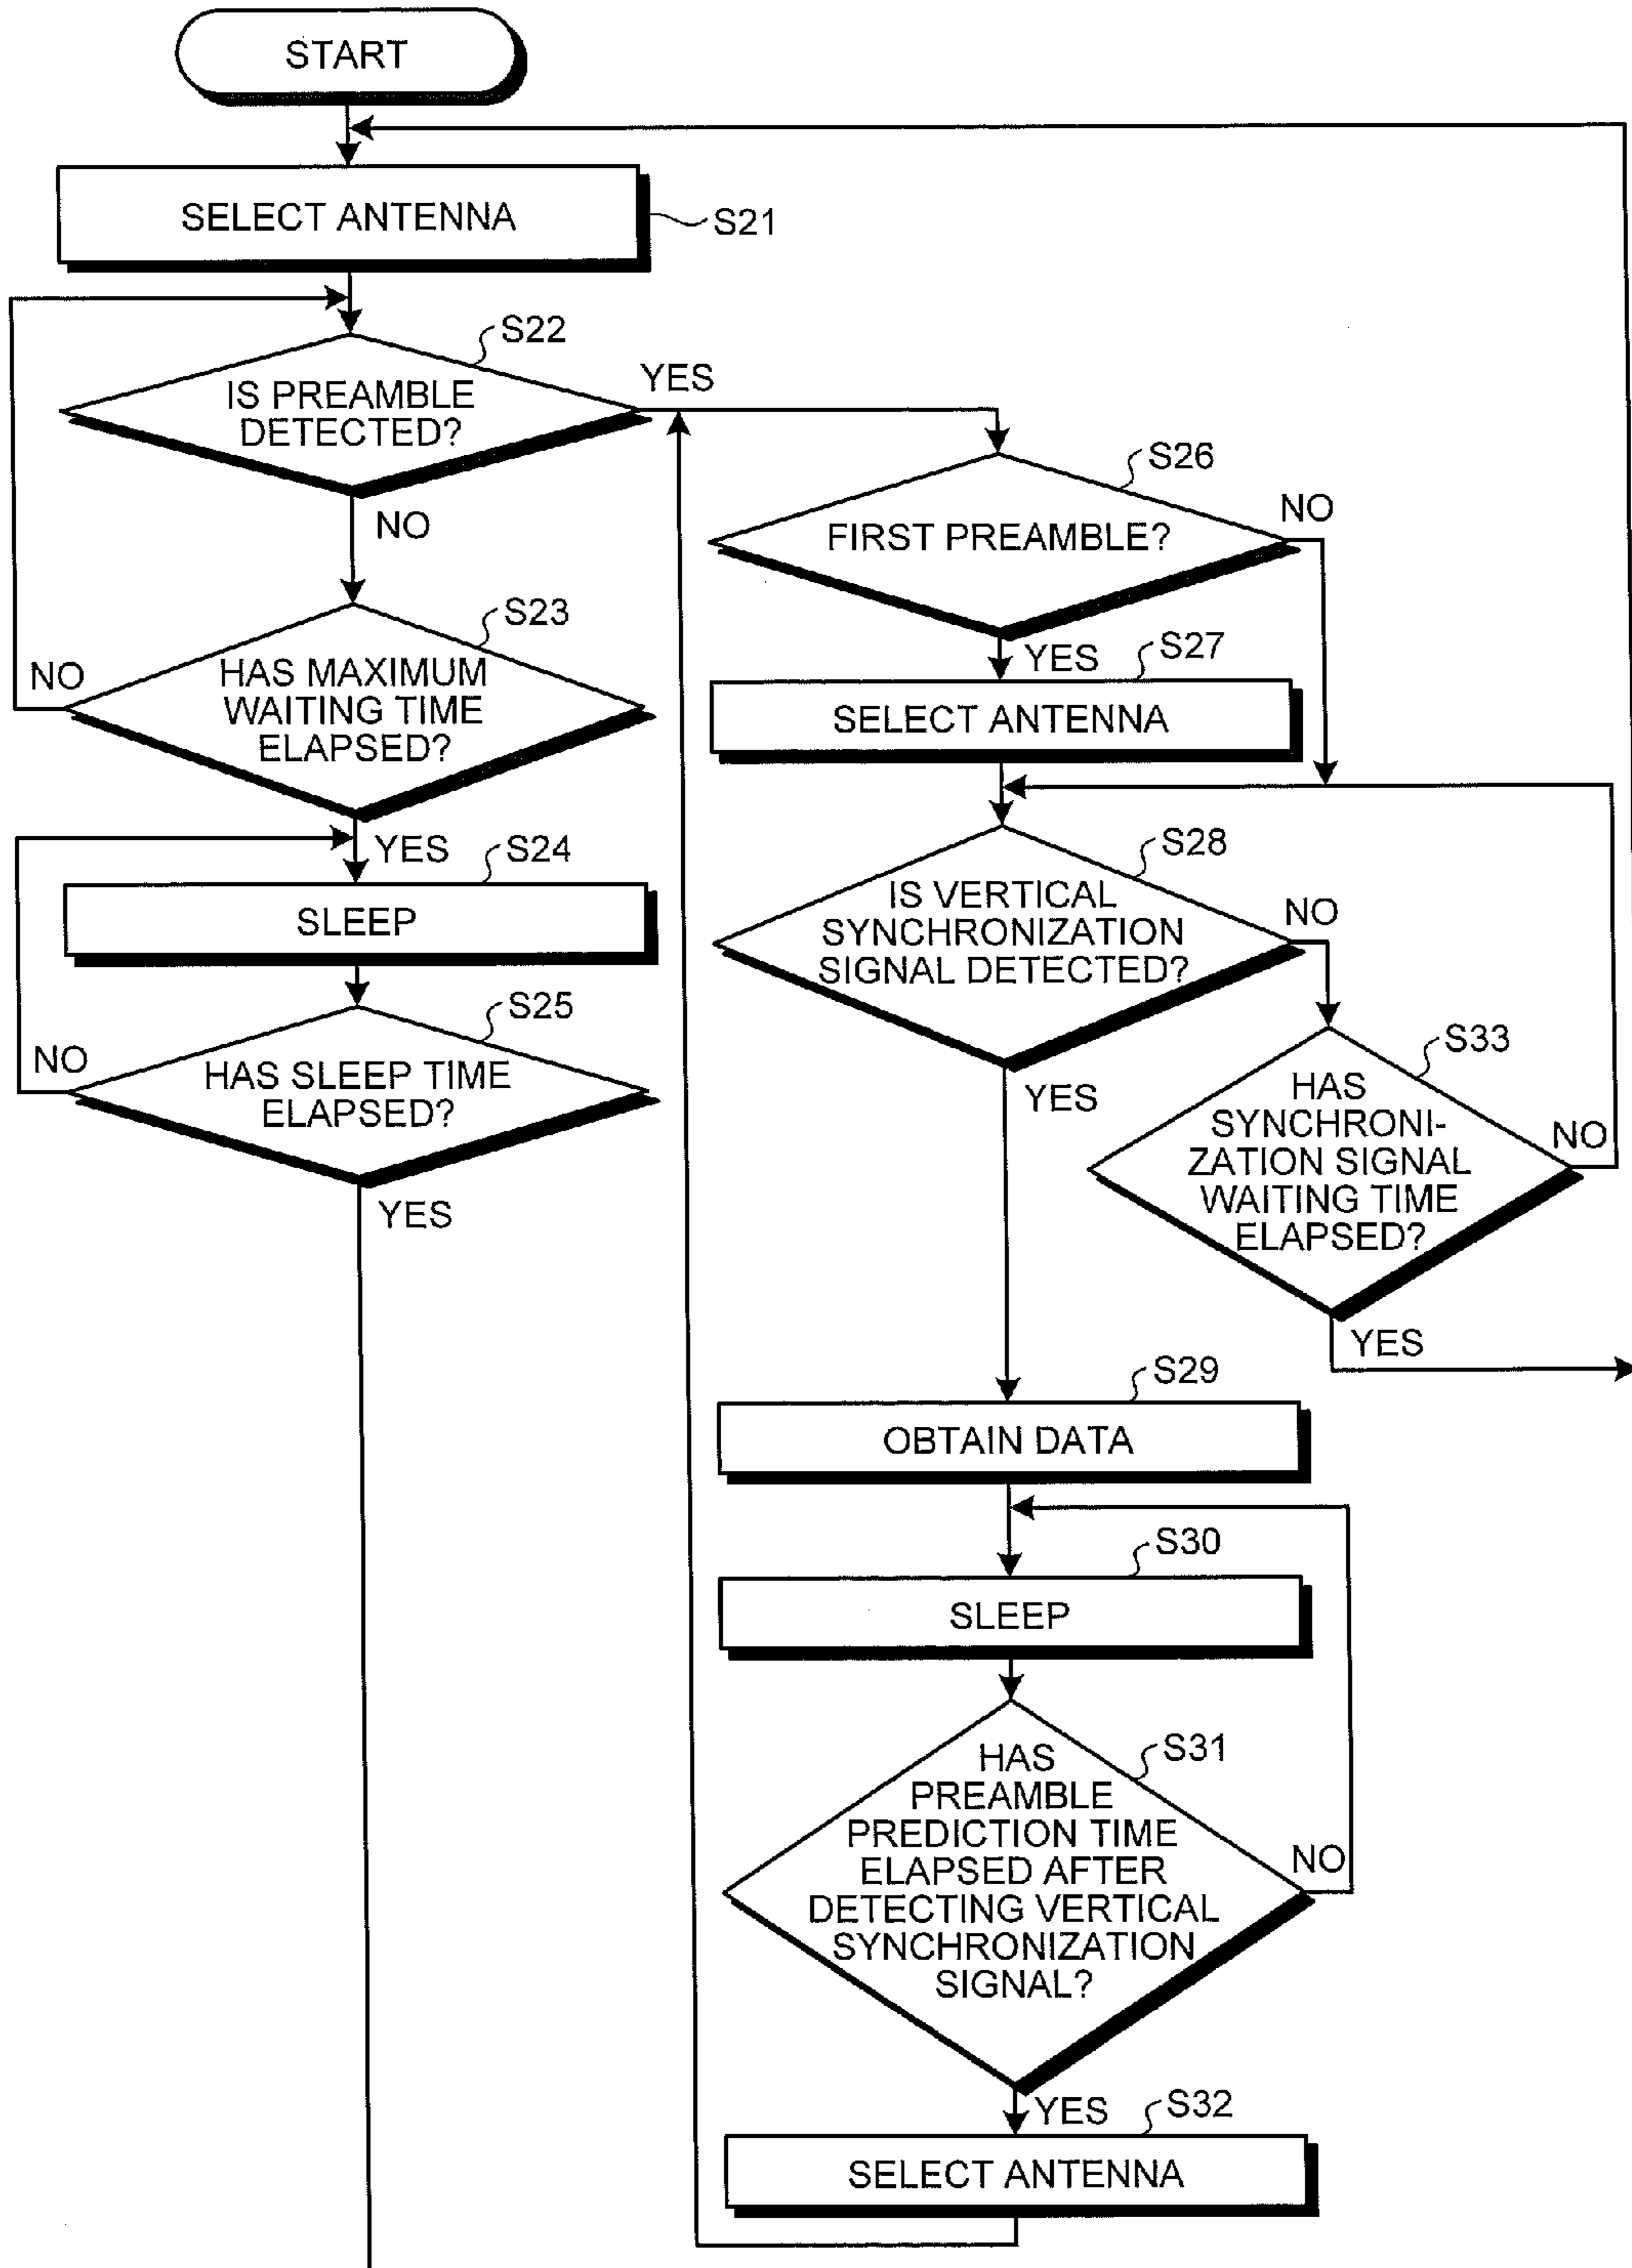 START
SELECT ANTENNA
S21
S22
IS PREAMBLE
DETECTED?
YES
NO
S23
HAS MAXIMUM
WAITING TIME
ELAPSED?
NO
YES
S24
SLEEP
S25
HAS SLEEP TIME
ELAPSED?
NO
YES
S26
FIRST PREAMBLE?
NO
YES
S27
SELECT ANTENNA
S28
IS VERTICAL
SYNCHRONIZATION
SIGNAL DETECTED?
NO
YES
S33
HAS
SYNCHRONI-
ZATION SIGNAL
WAITING TIME
ELAPSED?
NO
YES
S29
OBTAIN DATA
S30
SLEEP
S31
HAS
PREAMBLE
PREDICTION TIME
ELAPSED AFTER
DETECTING VERTICAL
SYNCHRONIZATION
SIGNAL?
NO
YES
S32
SELECT ANTENNA